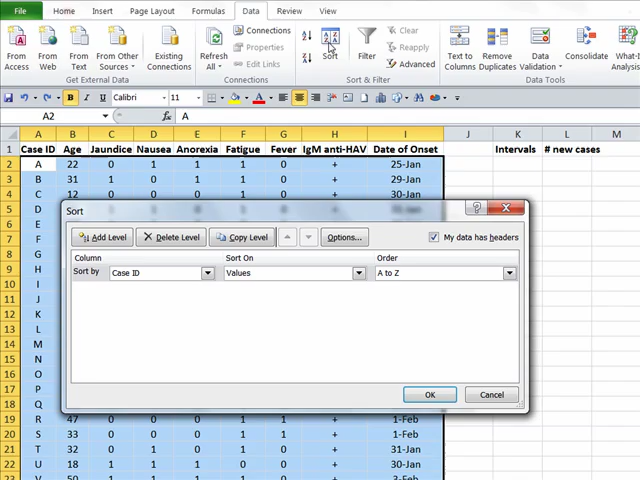 File Home Insert Page Layout Formulas Data Review View
From Access From Web From Text From Other Sources Existing Connections Refresh All Connections Properties Edit Links Sort Filter Clear Reapply Advanced Text to Columns Remove Duplicates Data Validation Consolidate What-I Analys
Get External Data Connections Sort & Filter Data Tools
B I U Calibri 11 A
A2 fx A
A B C D E F G H I J K L M
1 Case ID Age Jaundice Nausea Anorexia Fatigue Fever IgM anti-HAV Date of Onset Intervals # new cases
2 A 22 0 1 1 1 0 + 25-Jan
3 B 31 1 0 1 1 0 + 29-Jan
4 C 12 0 0 1 0 0 + 30-Jan
5 D
Sort
6 E
Add Level Delete Level Copy Level Options... My data has headers
7 F
8 G
Column Sort On Order
9 H
Sort by Case ID Values A to Z
10 I
11 J
12 K
13 L
14 M
15 N
16 O
17 P
OK Cancel
18 Q
19 R 47 0 0 0 1 1 + 1-Feb
20 S 33 0 0 0 1 1 + 1-Feb
21 T 32 0 1 1 1 0 + 31-Jan
22 U 18 1 1 1 0 0 + 30-Jan
23 V 50 1 1 1 1 0 + 3-Feb